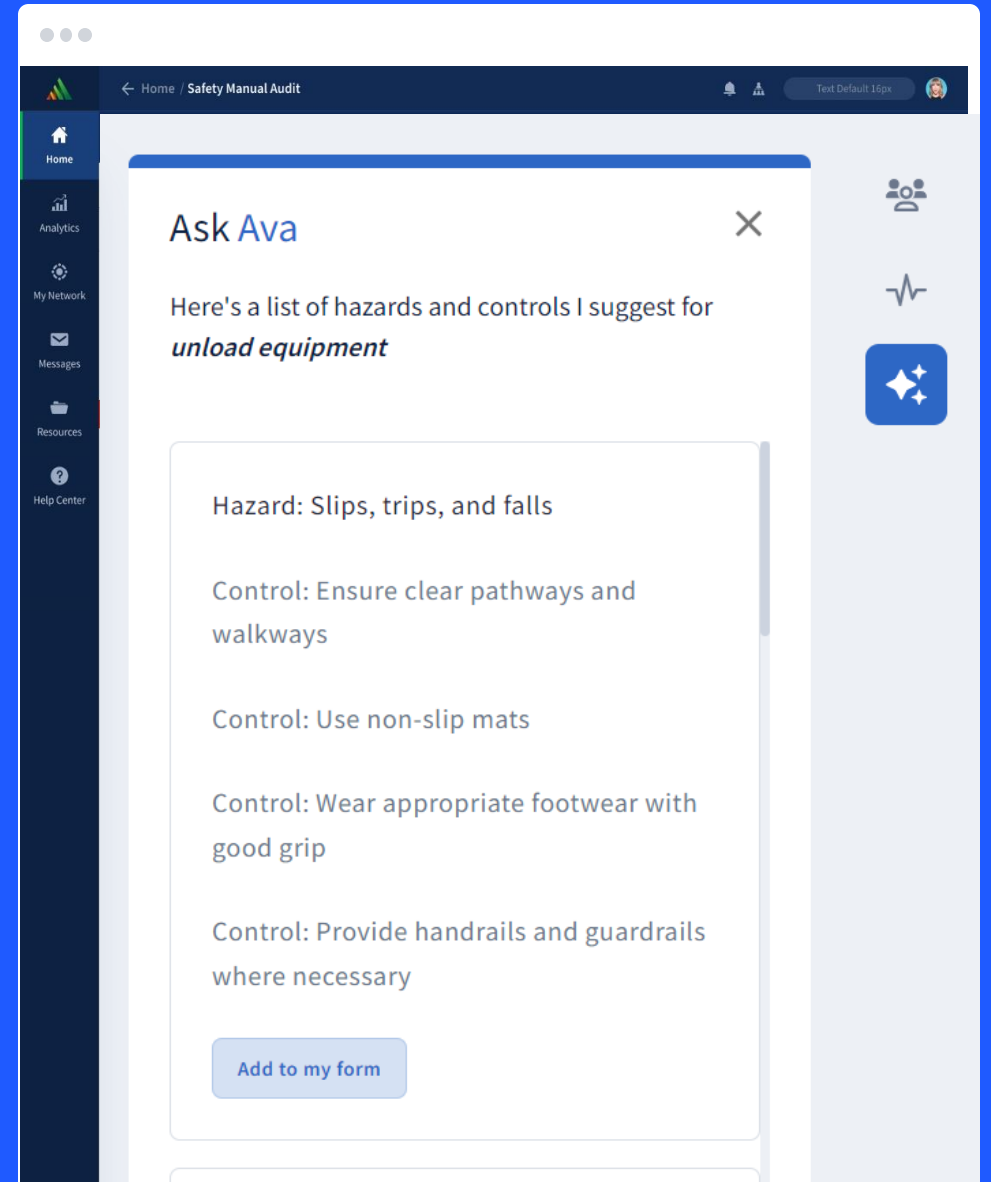 Home / Safety Manual Audit
Text Default 16px
Home
Analytics
My Network
Messages
Resources
Help Center
Ask Ava
Here's a list of hazards and controls I suggest for
unload equipment
Hazard: Slips, trips, and falls
Control: Ensure clear pathways and
walkways
Control: Use non-slip mats
Control: Wear appropriate footwear with
good grip
Control: Provide handrails and guardrails
where necessary
Add to my form